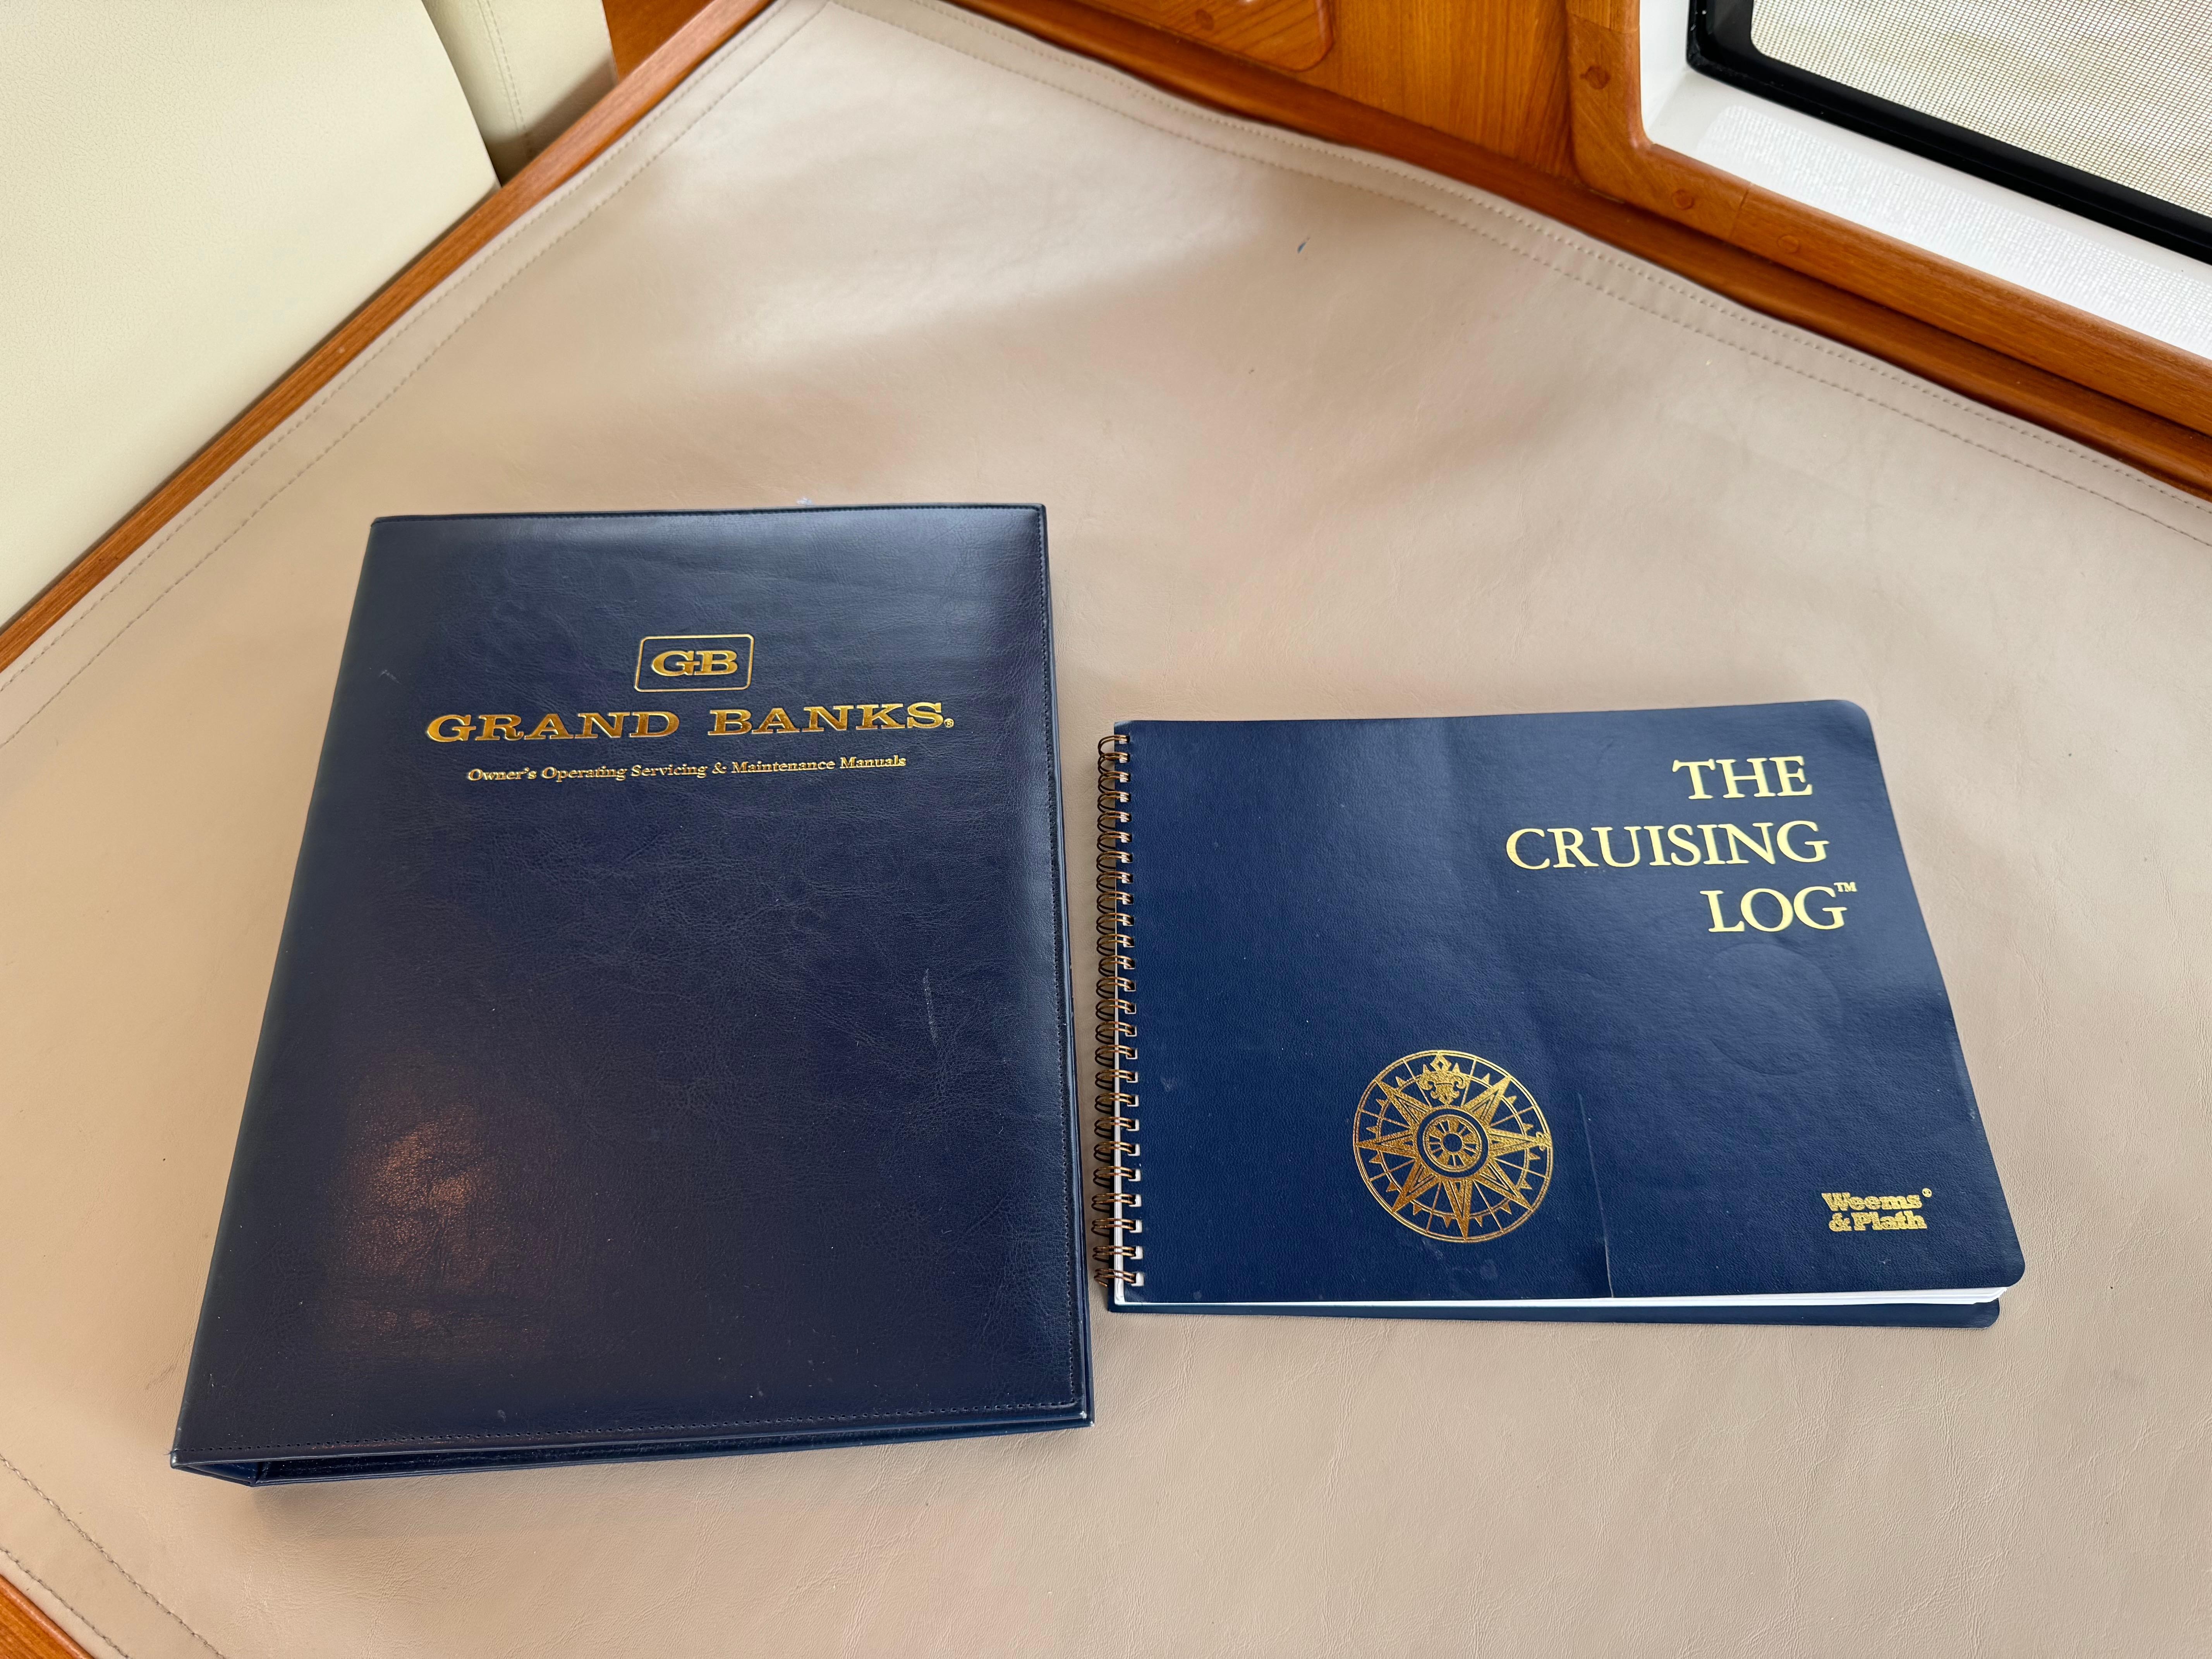 GB
GRAND BANKS®
Owner's Operating Servicing & Maintenance Manuals
THE
CRUISING
LOG™
Weems®
& Plath